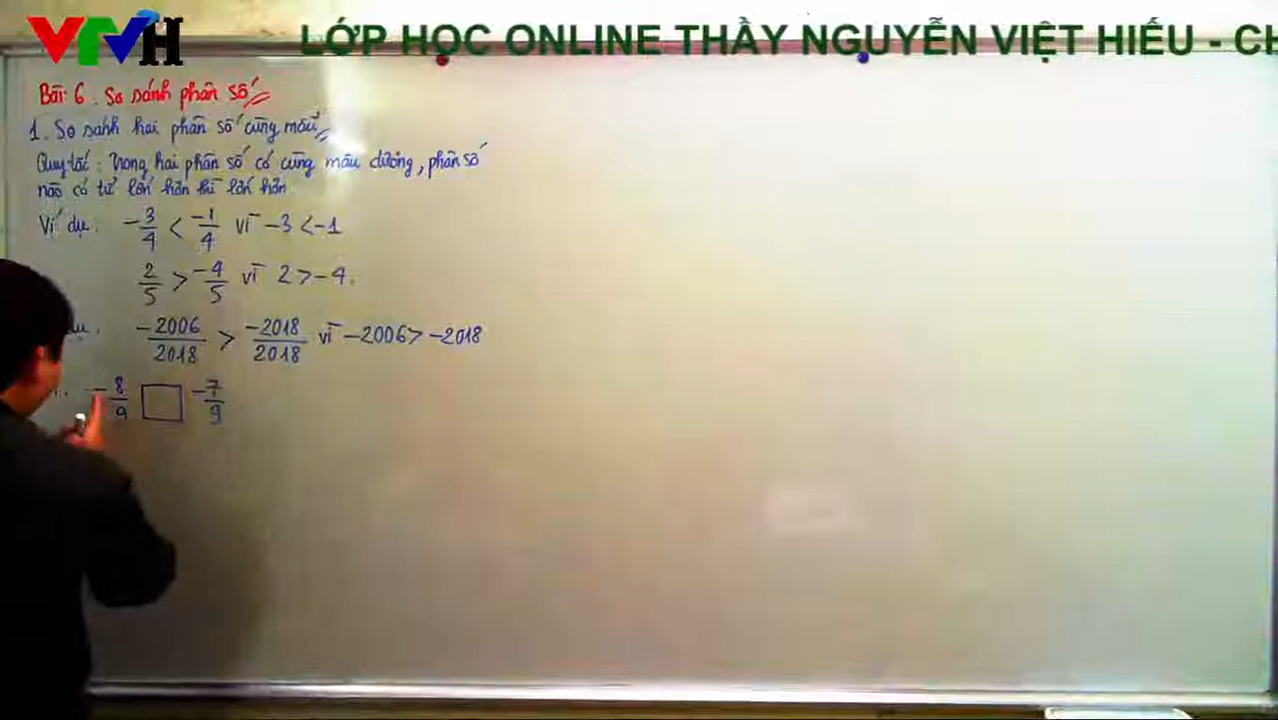 VTVH
LỚP HỌC ONLINE THẦY NGUYỄN VIỆT HIẾU - CH
Bài 6. So sánh phân số
1. So sánh hai phân số cùng mẫu
Quy tắc: Trong hai phân số có cùng mẫu dương, phân số
nào có tử lớn hơn thì lớn hơn.
Ví dụ. -3/4 < -1/4 vì -3 < -1
2/5 > -4/5 vì 2 > -4.
-2006/2018 > -2018/2018 vì -2006 > -2018
-8/9 □ -7/9